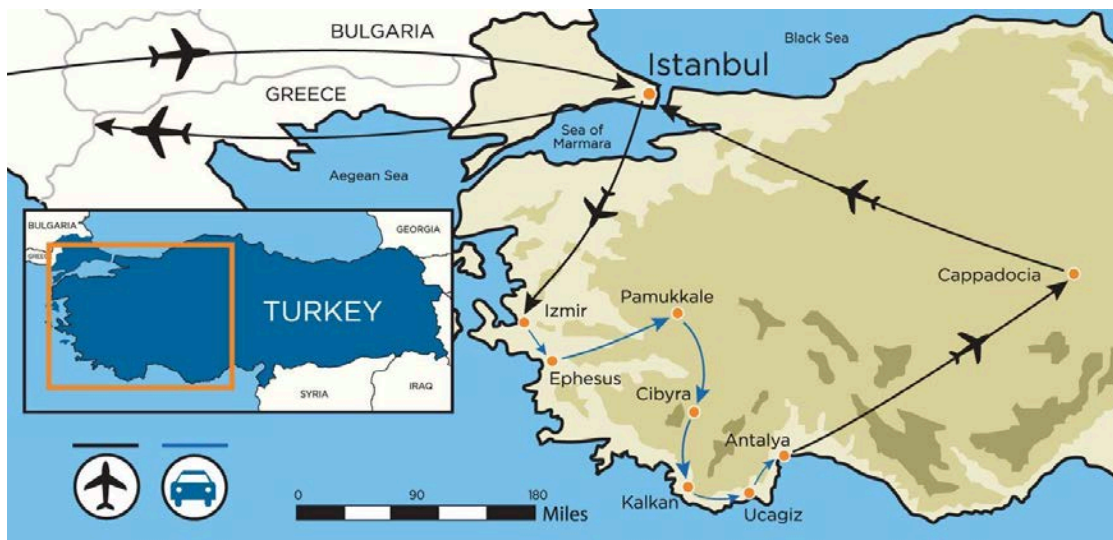 BULGARIA
Black Sea
Istanbul
GREECE
Sea of
Marmara
Aegean Sea
BULGARIA
GREE
GEORGIA
TURKEY
SYRIA
IRAQ
Cappadocia
Izmir
Pamukkale
Ephesus
Cibyra
Antalya
Kalkan
Ucagiz
0 90 180
Miles